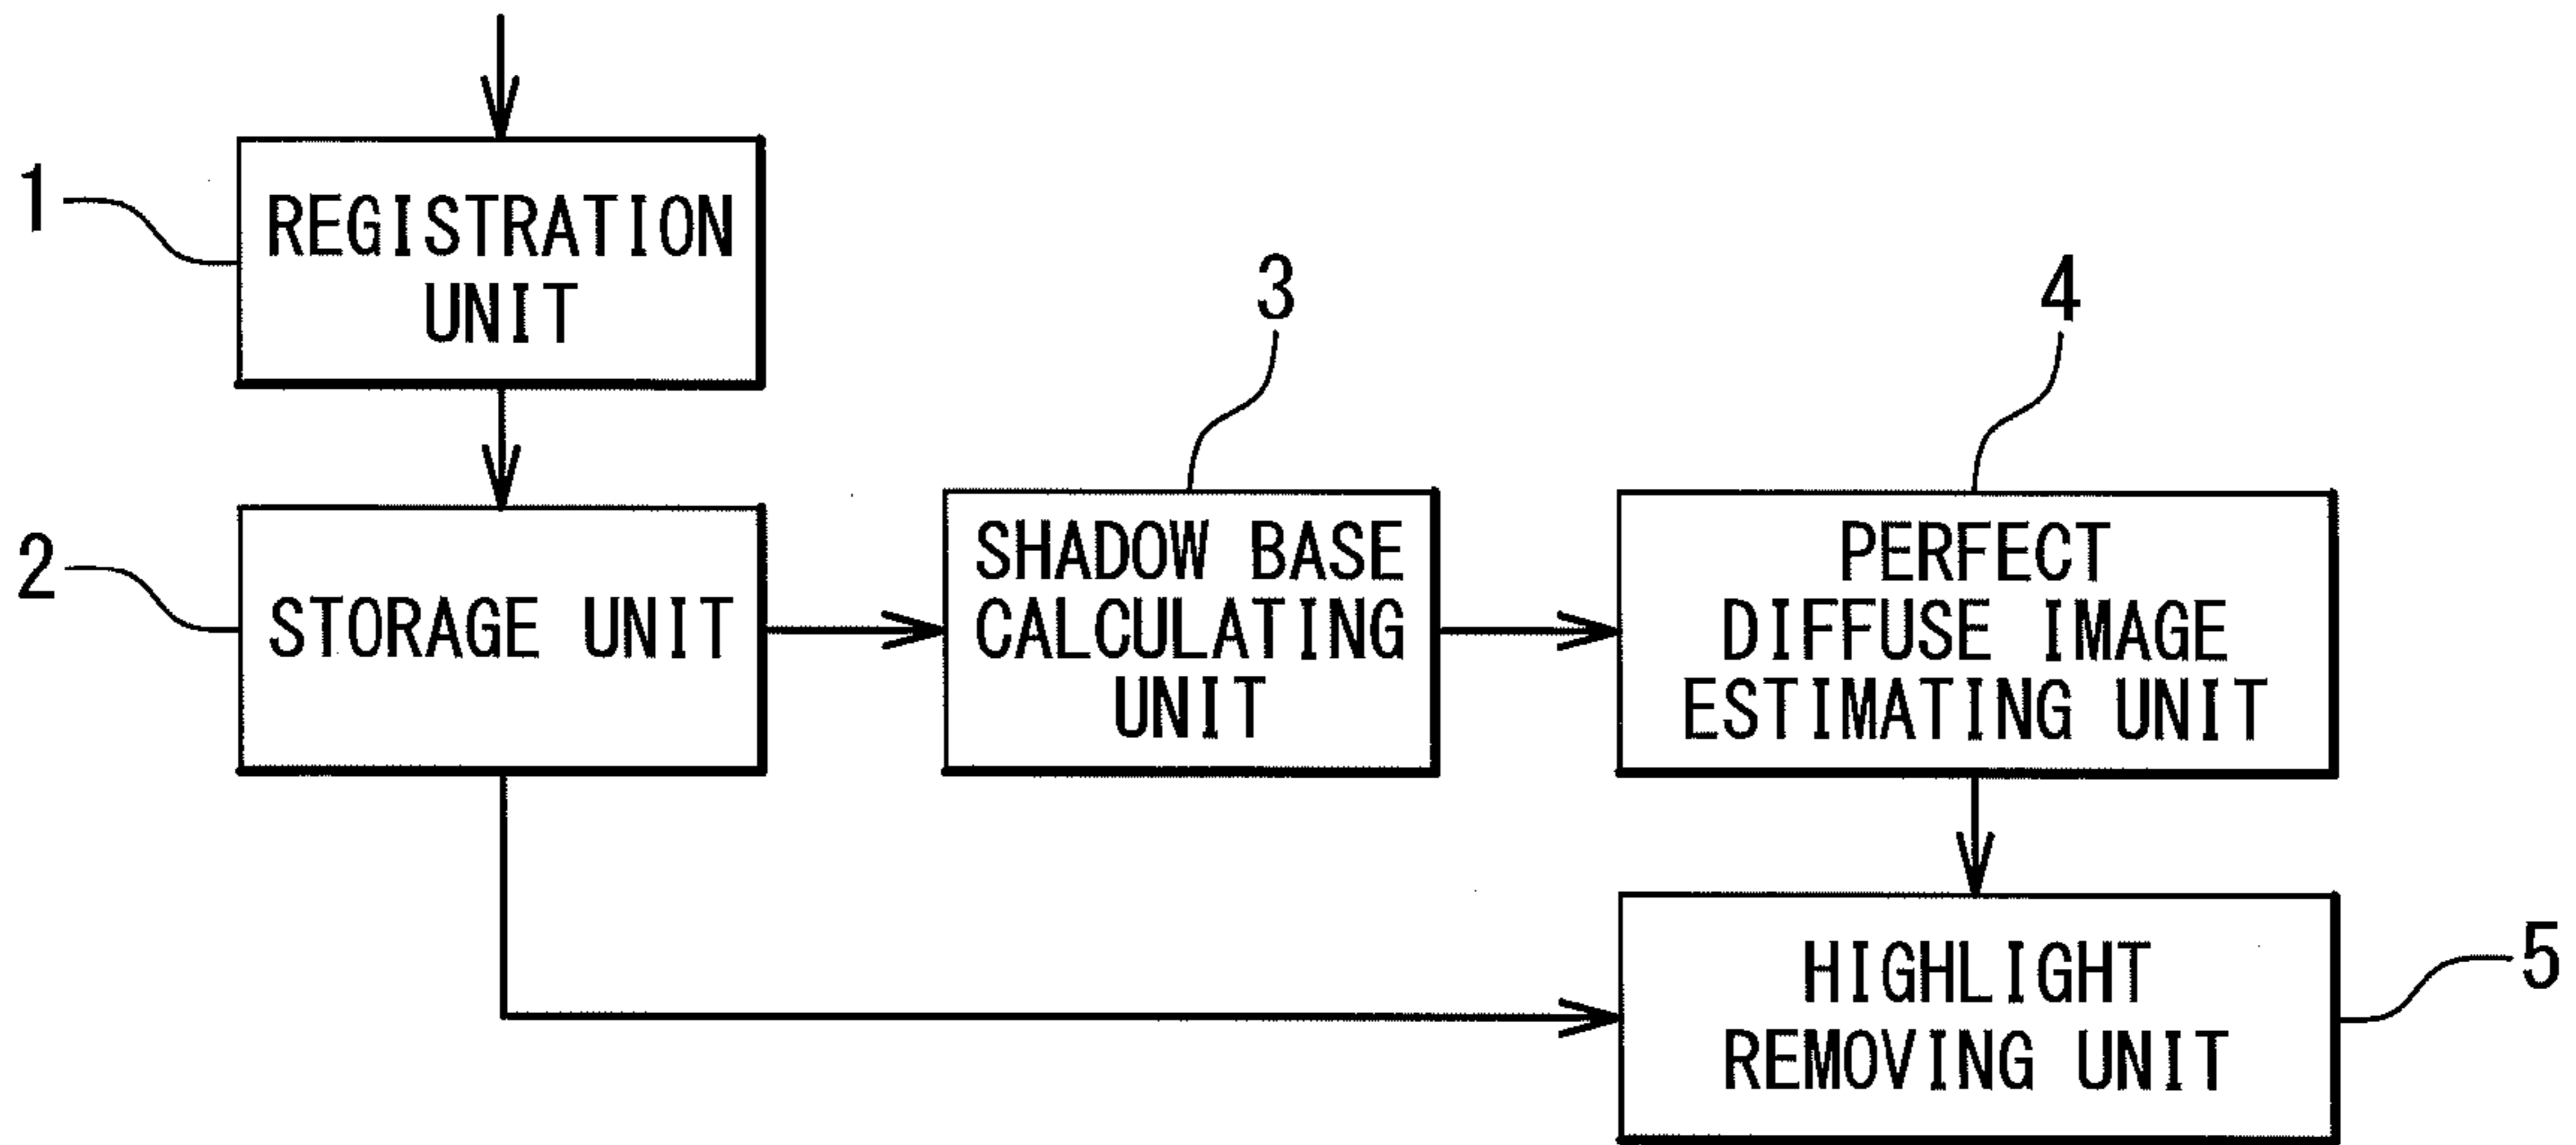 1
REGISTRATION
UNIT
2
STORAGE UNIT
3
SHADOW BASE
CALCULATING
UNIT
4
PERFECT
DIFFUSE IMAGE
ESTIMATING UNIT
HIGHLIGHT
REMOVING UNIT
5